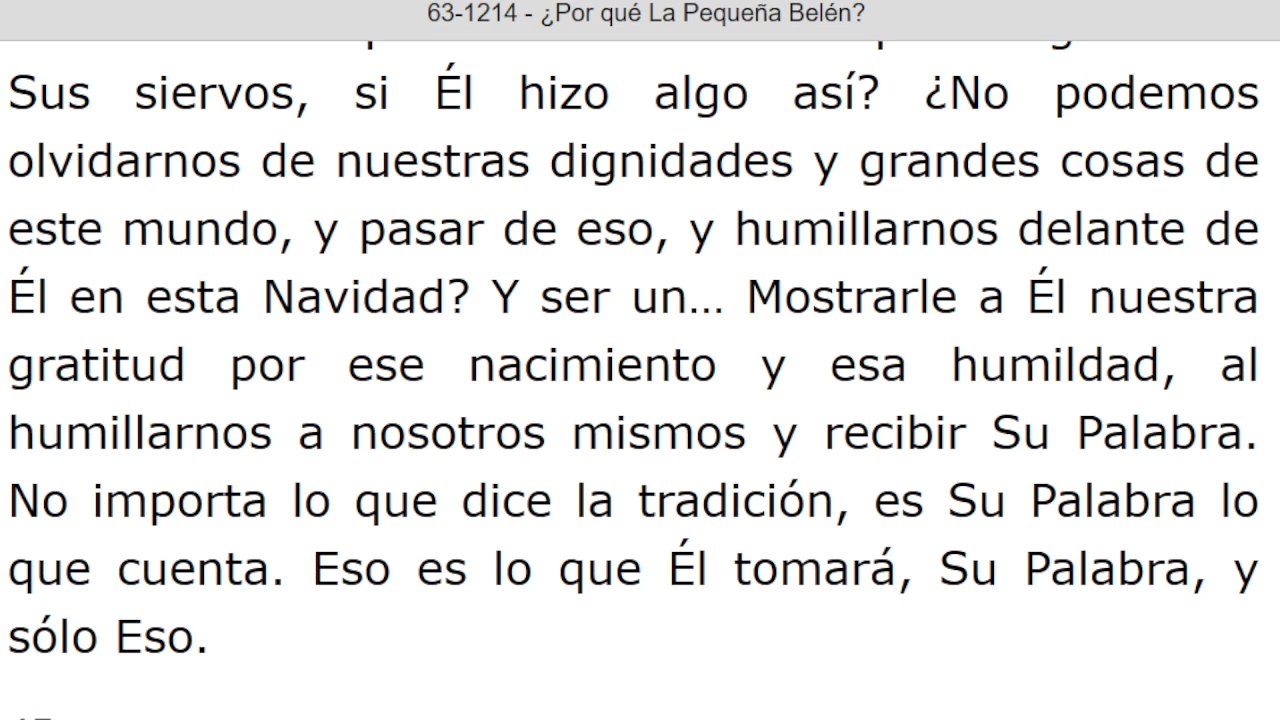 63-1214 - ¿Por qué La Pequeña Belén?
Sus siervos, si Él hizo algo así? ¿No podemos
olvidarnos de nuestras dignidades y grandes cosas de
este mundo, y pasar de eso, y humillarnos delante de
Él en esta Navidad? Y ser un... Mostrarle a Él nuestra
gratitud por ese nacimiento y esa humildad, al
humillarnos a nosotros mismos y recibir Su Palabra.
No importa lo que dice la tradición, es Su Palabra lo
que cuenta. Eso es lo que Él tomará, Su Palabra, y
sólo Eso.